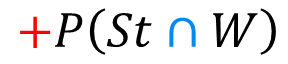 +P(St ∩ W)